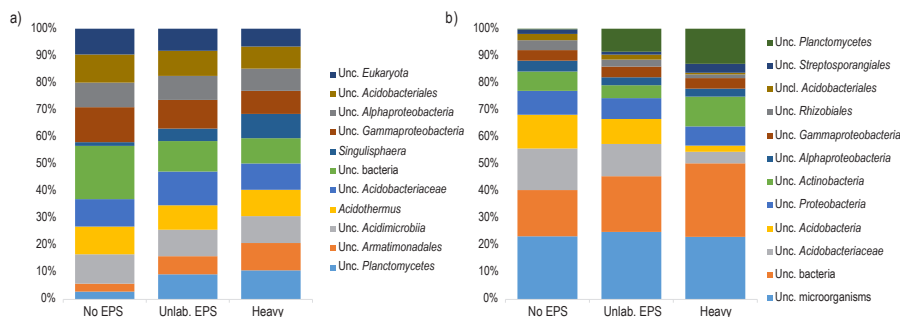 a)
100%
90%
80%
70%
60%
50%
40%
30%
20%
10%
0%
No EPS
Unlab. EPS
Heavy
Unc. Eukaryota
Unc. Acidobacteriales
Unc. Alphaproteobacteria
Unc. Gammaproteobacteria
Singulisphaera
Unc. bacteria
Unc. Acidobacteriaceae
Acidothermus
Unc. Acidimicrobiia
Unc. Armatimonadales
Unc. Planctomycetes
b)
100%
90%
80%
70%
60%
50%
40%
30%
20%
10%
0%
No EPS
Unlab. EPS
Heavy
Unc. Planctomycetes
Unc. Streptosporangiales
Uncl. Acidobacteriales
Unc. Rhizobiales
Unc. Gammaproteobacteria
Unc. Alphaproteobacteria
Unc. Actinobacteria
Unc. Proteobacteria
Unc. Acidobacteria
Unc. Acidobacteriaceae
Unc. bacteria
Unc. microorganisms